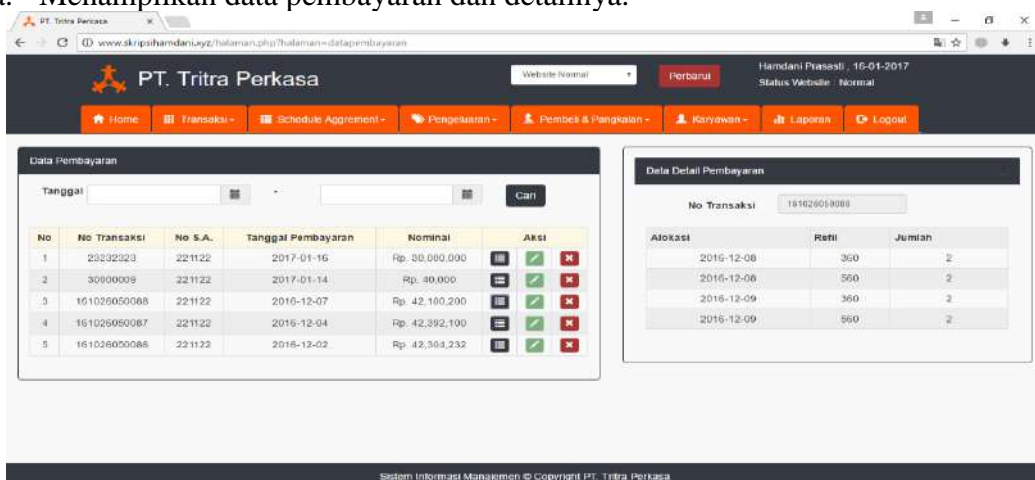 a. Menampilkan data pembayaran dan detailnya.
PT. Tritra Perkasa
www.skripsihamdani.xyz/halaman.php?halaman=datapembayaran
PT. Tritra Perkasa
Website Normal
Perbarui
Hamdani Prasasti , 16-01-2017
Status Website : Normal
Home
Transaksi
Schedule Aggrement
Pengeluaran
Pembeli & Pangkalan
Karyawan
Laporan
Logout
Data Pembayaran
Tanggal - Cari
No No Transaksi No S.A. Tanggal Pembayaran Nominal Aksi
1 23232323 221122 2017-01-16 Rp. 30,000,000
2 30000009 221122 2017-01-14 Rp. 40,000
3 161026050088 221122 2016-12-07 Rp. 42,100,200
4 161026050087 221122 2016-12-04 Rp. 42,392,100
5 161026050086 221122 2016-12-02 Rp. 42,304,232
Data Detail Pembayaran
No Transaksi 161026050088
Alokasi Refil Jumlah
2016-12-08 360 2
2016-12-08 560 2
2016-12-09 360 2
2016-12-09 560 2
Sistem Informasi Manajemen © Copyright PT. Tritra Perkasa